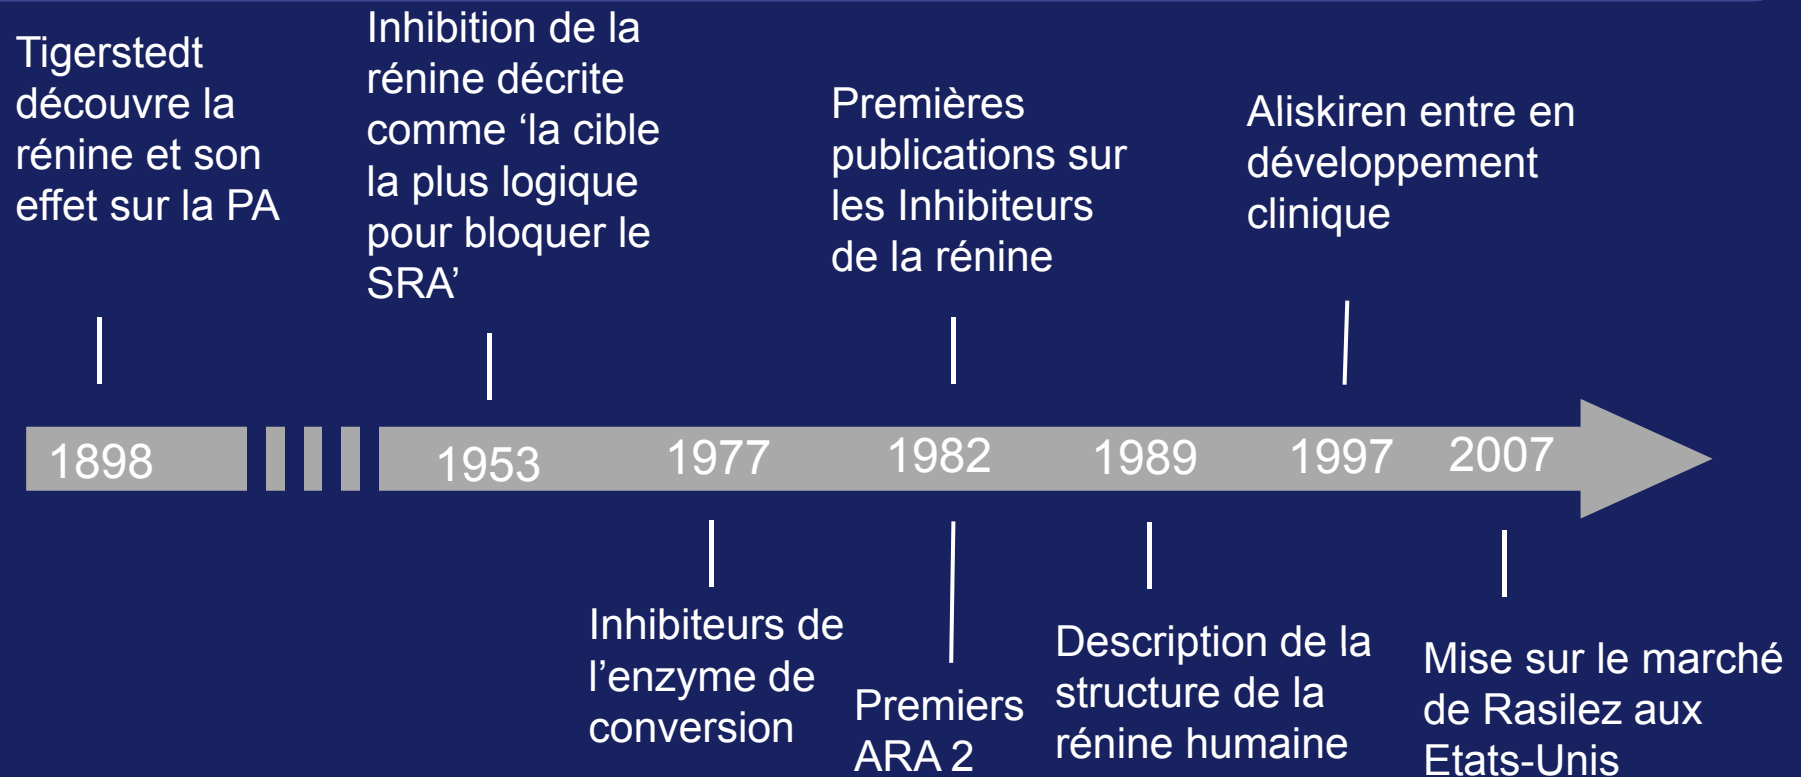 Tigerstedt
découvre la
rénine et son
effet sur la PA
Inhibition de la
rénine décrite
comme ‘la cible
la plus logique
pour bloquer le
SRA’
Premières
publications sur
les Inhibiteurs
de la rénine
Aliskiren entre en
développement
clinique
1898
1953
1977
1982
1989
1997
2007
Inhibiteurs de
l’enzyme de
conversion
Premiers
ARA 2
Description de la
structure de la
rénine humaine
Mise sur le marché
de Rasilez aux
Etats-Unis